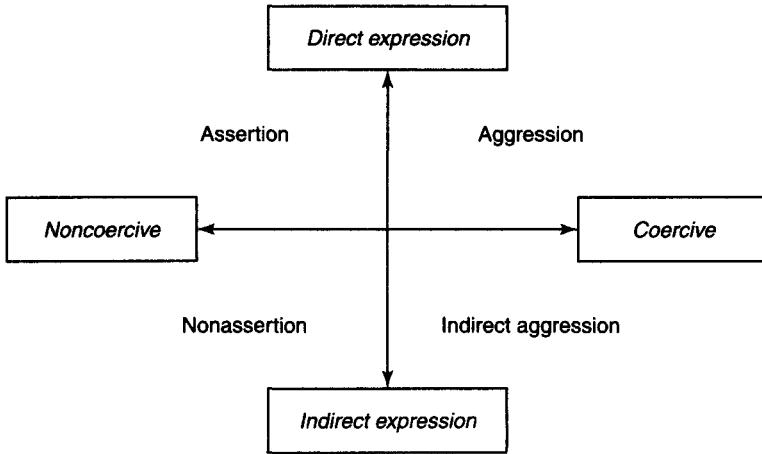 Direct expression
Assertion
Aggression
Noncoercive
Coercive
Nonassertion
Indirect aggression
Indirect expression